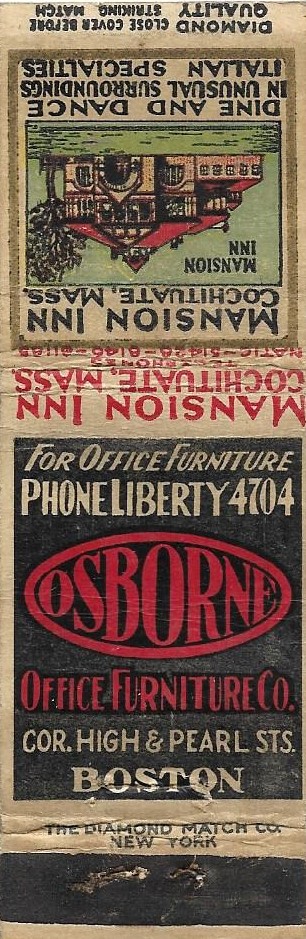 DIAMOND QUALITY
CLOSE COVER BEFORE STRIKING MATCH
MANSION INN
COCHITUATE, MASS.
MANSION
INN
DINE AND DANCE
IN UNUSUAL SURROUNDINGS
ITALIAN SPECIALTIES
MANSION INN
COCHITUATE, MASS.
FOR OFFICE FURNITURE
PHONE LIBERTY 4704
OSBORNE
OFFICE FURNITURE CO.
COR. HIGH & PEARL STS.
BOSTON
THE DIAMOND MATCH CO.
NEW YORK